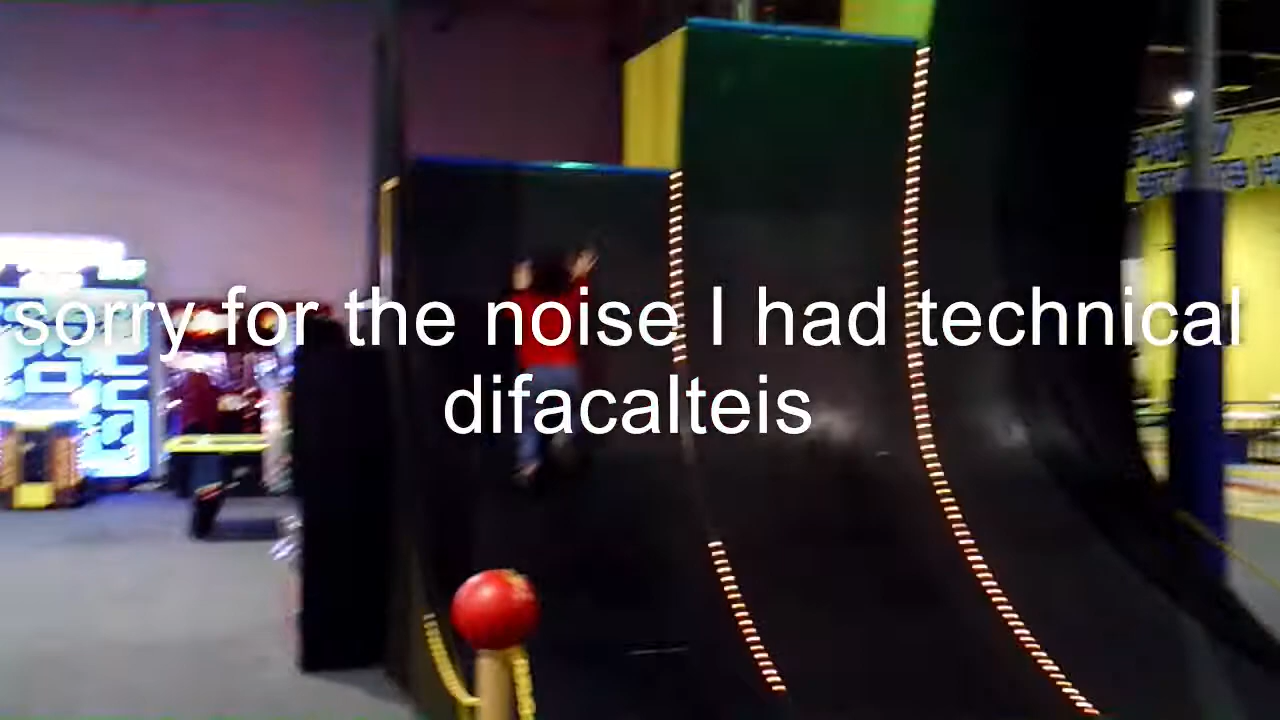 sorry for the noise I had technical
difacalteis